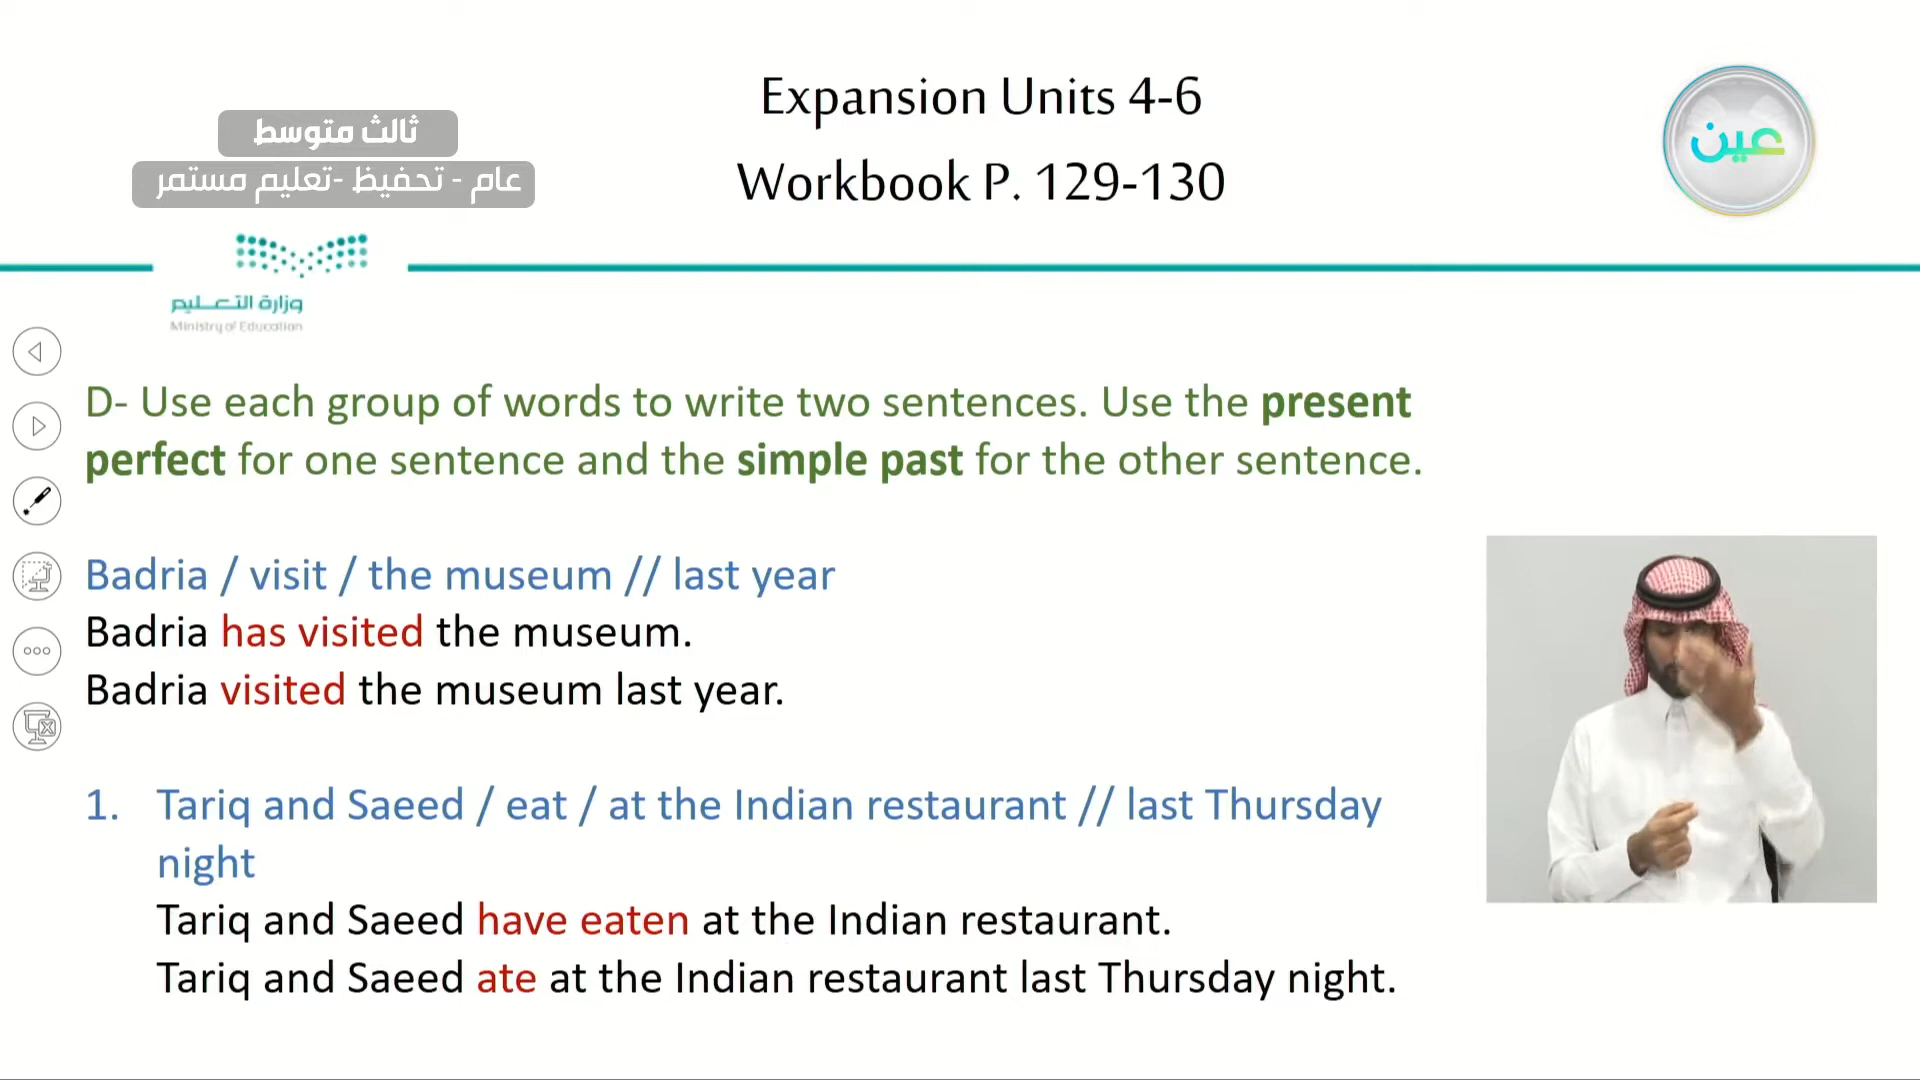 Expansion Units 4-6
Workbook P. 129-130
ثالث متوسط
عام - تحفيظ -تعليم مستمر
عين
وزارة التعليم
Ministry of Education
D- Use each group of words to write two sentences. Use the present
perfect for one sentence and the simple past for the other sentence.
Badria / visit / the museum // last year
Badria has visited the museum.
Badria visited the museum last year.
1. Tariq and Saeed / eat / at the Indian restaurant // last Thursday
night
Tariq and Saeed have eaten at the Indian restaurant.
Tariq and Saeed ate at the Indian restaurant last Thursday night.